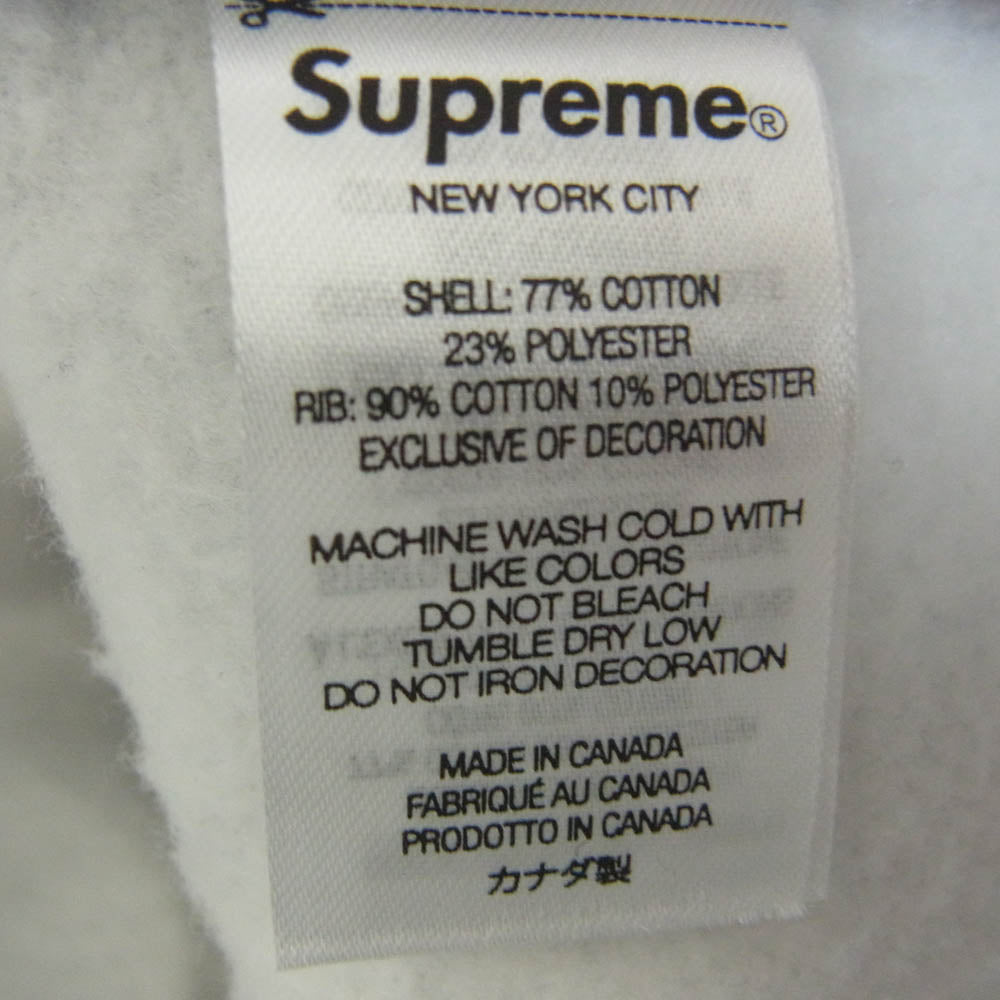 Supreme®
NEW YORK CITY
SHELL: 77% COTTON
23% POLYESTER
RIB: 90% COTTON 10% POLYESTER
EXCLUSIVE OF DECORATION
MACHINE WASH COLD WITH
LIKE COLORS
DO NOT BLEACH
TUMBLE DRY LOW
DO NOT IRON DECORATION
MADE IN CANADA
FABRIQUÉ AU CANADA
PRODOTTO IN CANADA
カナダ製